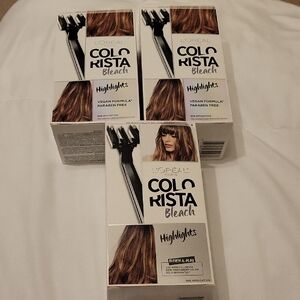 L'ORÉAL
COLO
RISTA
Bleach
Highlights
VEGAN FORMULA*
PARABEN FREE
L'ORÉAL
COLO
RISTA
Bleach
Highlights
VEGAN FORMULA*
PARABEN FREE
L'ORÉAL
COLO
RISTA
Bleach
Highlights